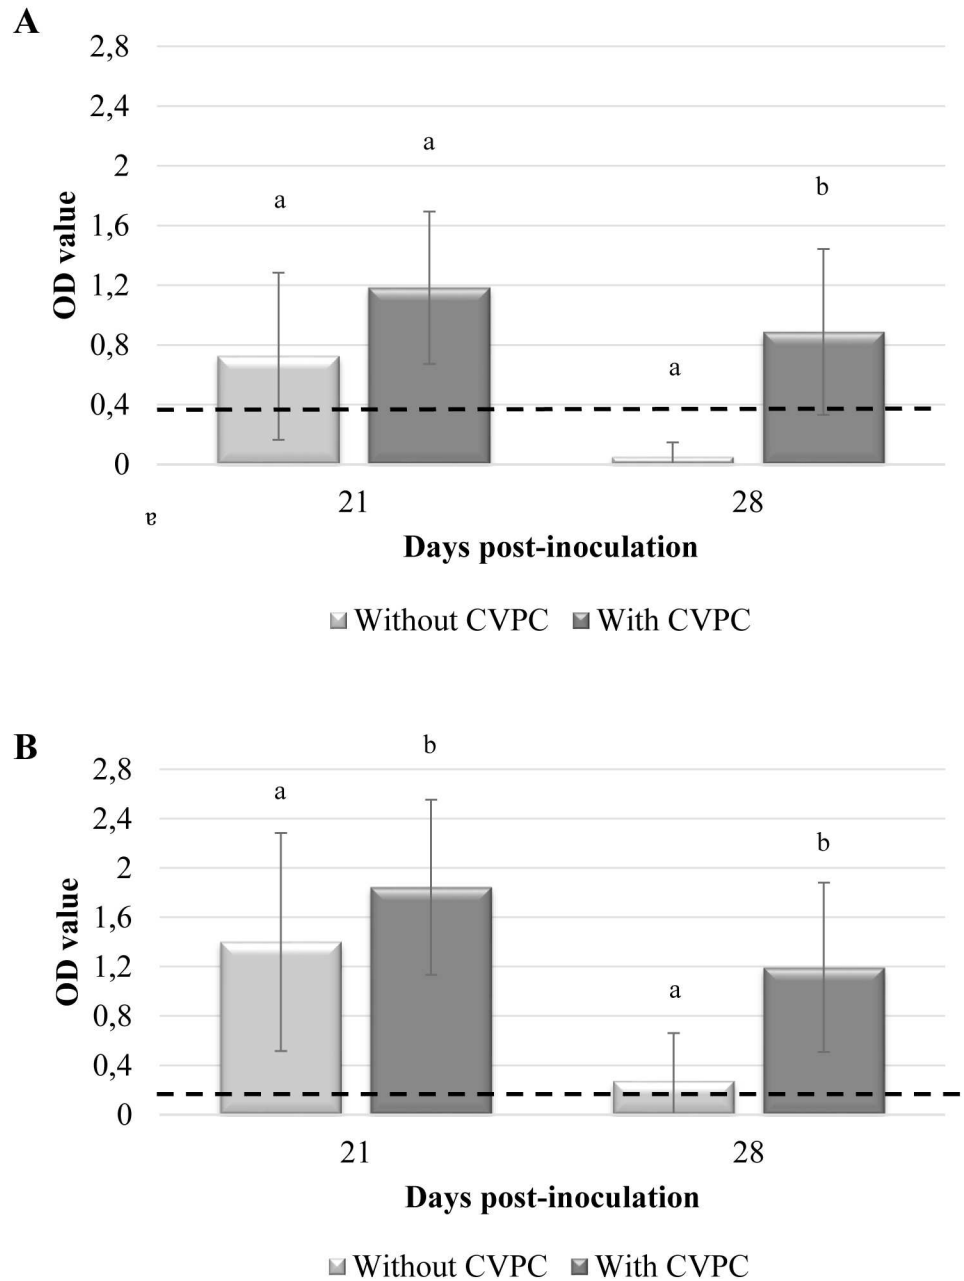 A
2,8
2,4
2
1,6
1,2
0,8
0,4
0
OD value
a
a
a
b
21
28
a
Days post-inoculation
Without CVPC With CVPC
B
2,8
2,4
2
1,6
1,2
0,8
0,4
0
OD value
a
b
a
b
21
28
Days post-inoculation
Without CVPC With CVPC